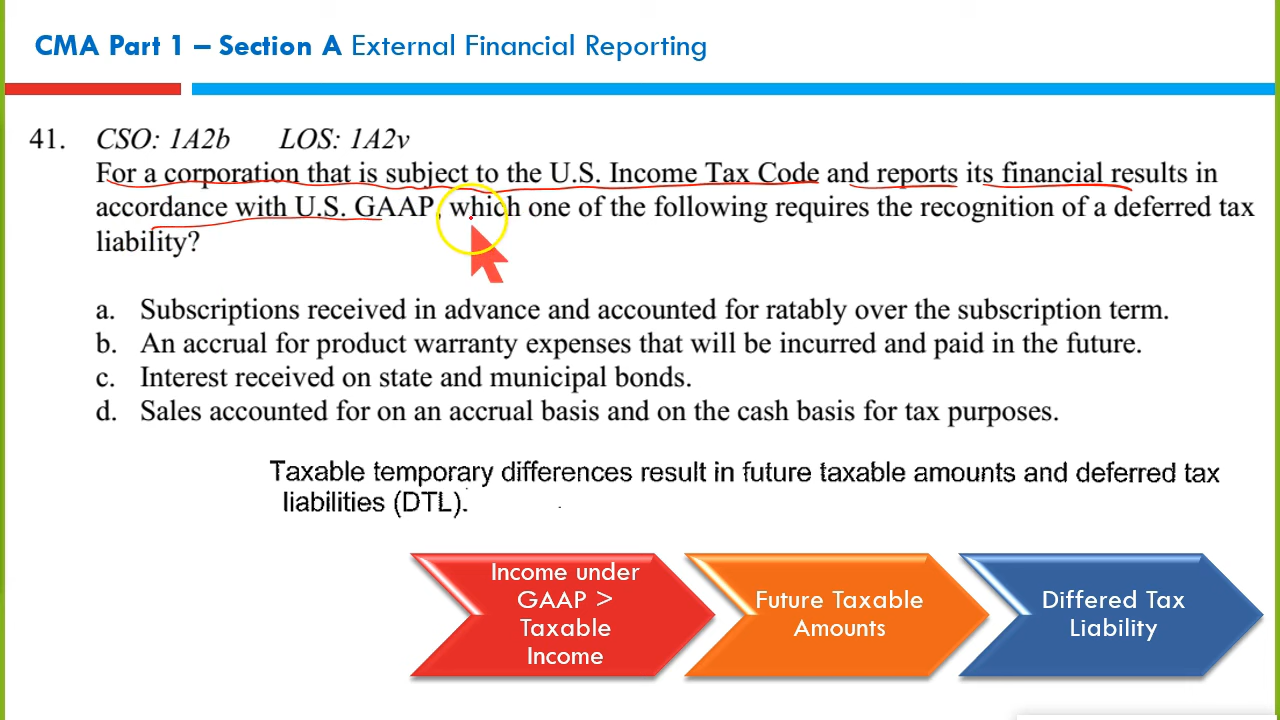 CMA Part 1 – Section A External Financial Reporting
41. CSO: 1A2b LOS: 1A2v
For a corporation that is subject to the U.S. Income Tax Code and reports its financial results in
accordance with U.S. GAAP, which one of the following requires the recognition of a deferred tax
liability?
a. Subscriptions received in advance and accounted for ratably over the subscription term.
b. An accrual for product warranty expenses that will be incurred and paid in the future.
c. Interest received on state and municipal bonds.
d. Sales accounted for on an accrual basis and on the cash basis for tax purposes.
Taxable temporary differences result in future taxable amounts and deferred tax
liabilities (DTL).
Income under
GAAP >
Taxable
Income
Future Taxable
Amounts
Differed Tax
Liability